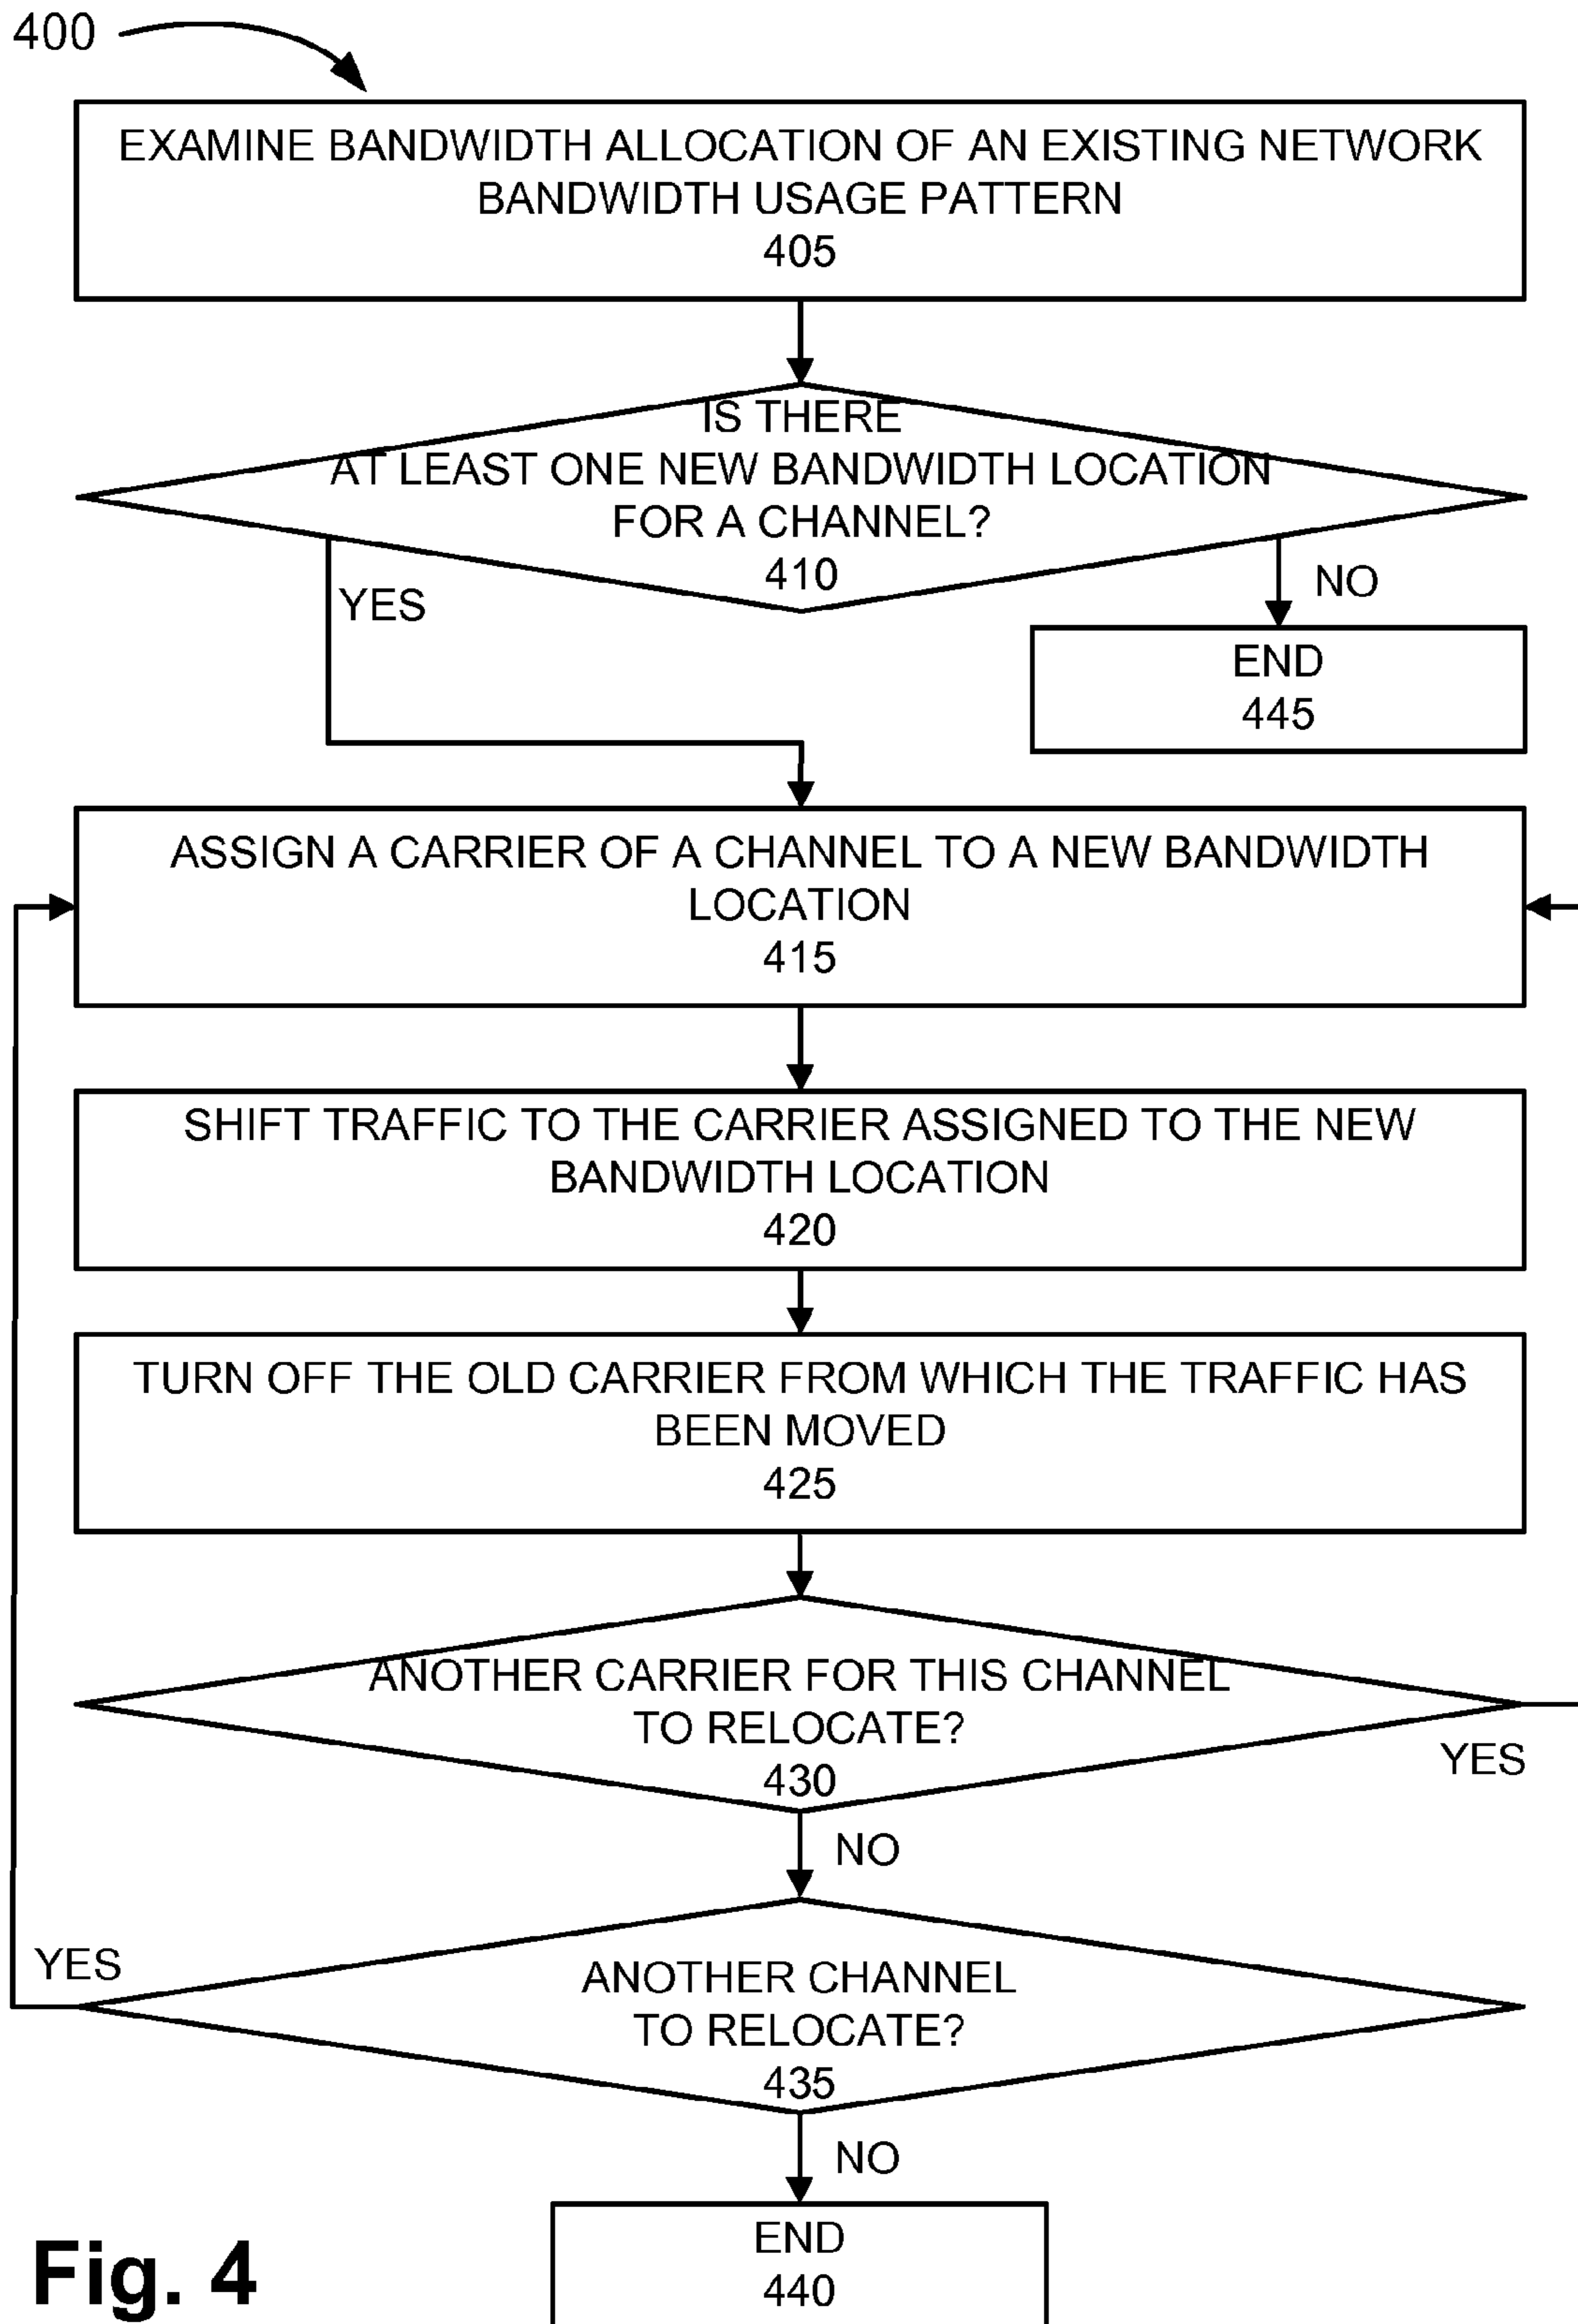 400
EXAMINE BANDWIDTH ALLOCATION OF AN EXISTING NETWORK
BANDWIDTH USAGE PATTERN
405
IS THERE
AT LEAST ONE NEW BANDWIDTH LOCATION
FOR A CHANNEL?
410
YES
NO
END
445
ASSIGN A CARRIER OF A CHANNEL TO A NEW BANDWIDTH
LOCATION
415
SHIFT TRAFFIC TO THE CARRIER ASSIGNED TO THE NEW
BANDWIDTH LOCATION
420
TURN OFF THE OLD CARRIER FROM WHICH THE TRAFFIC HAS
BEEN MOVED
425
ANOTHER CARRIER FOR THIS CHANNEL
TO RELOCATE?
430
YES
NO
YES
ANOTHER CHANNEL
TO RELOCATE?
435
NO
END
440
Fig. 4